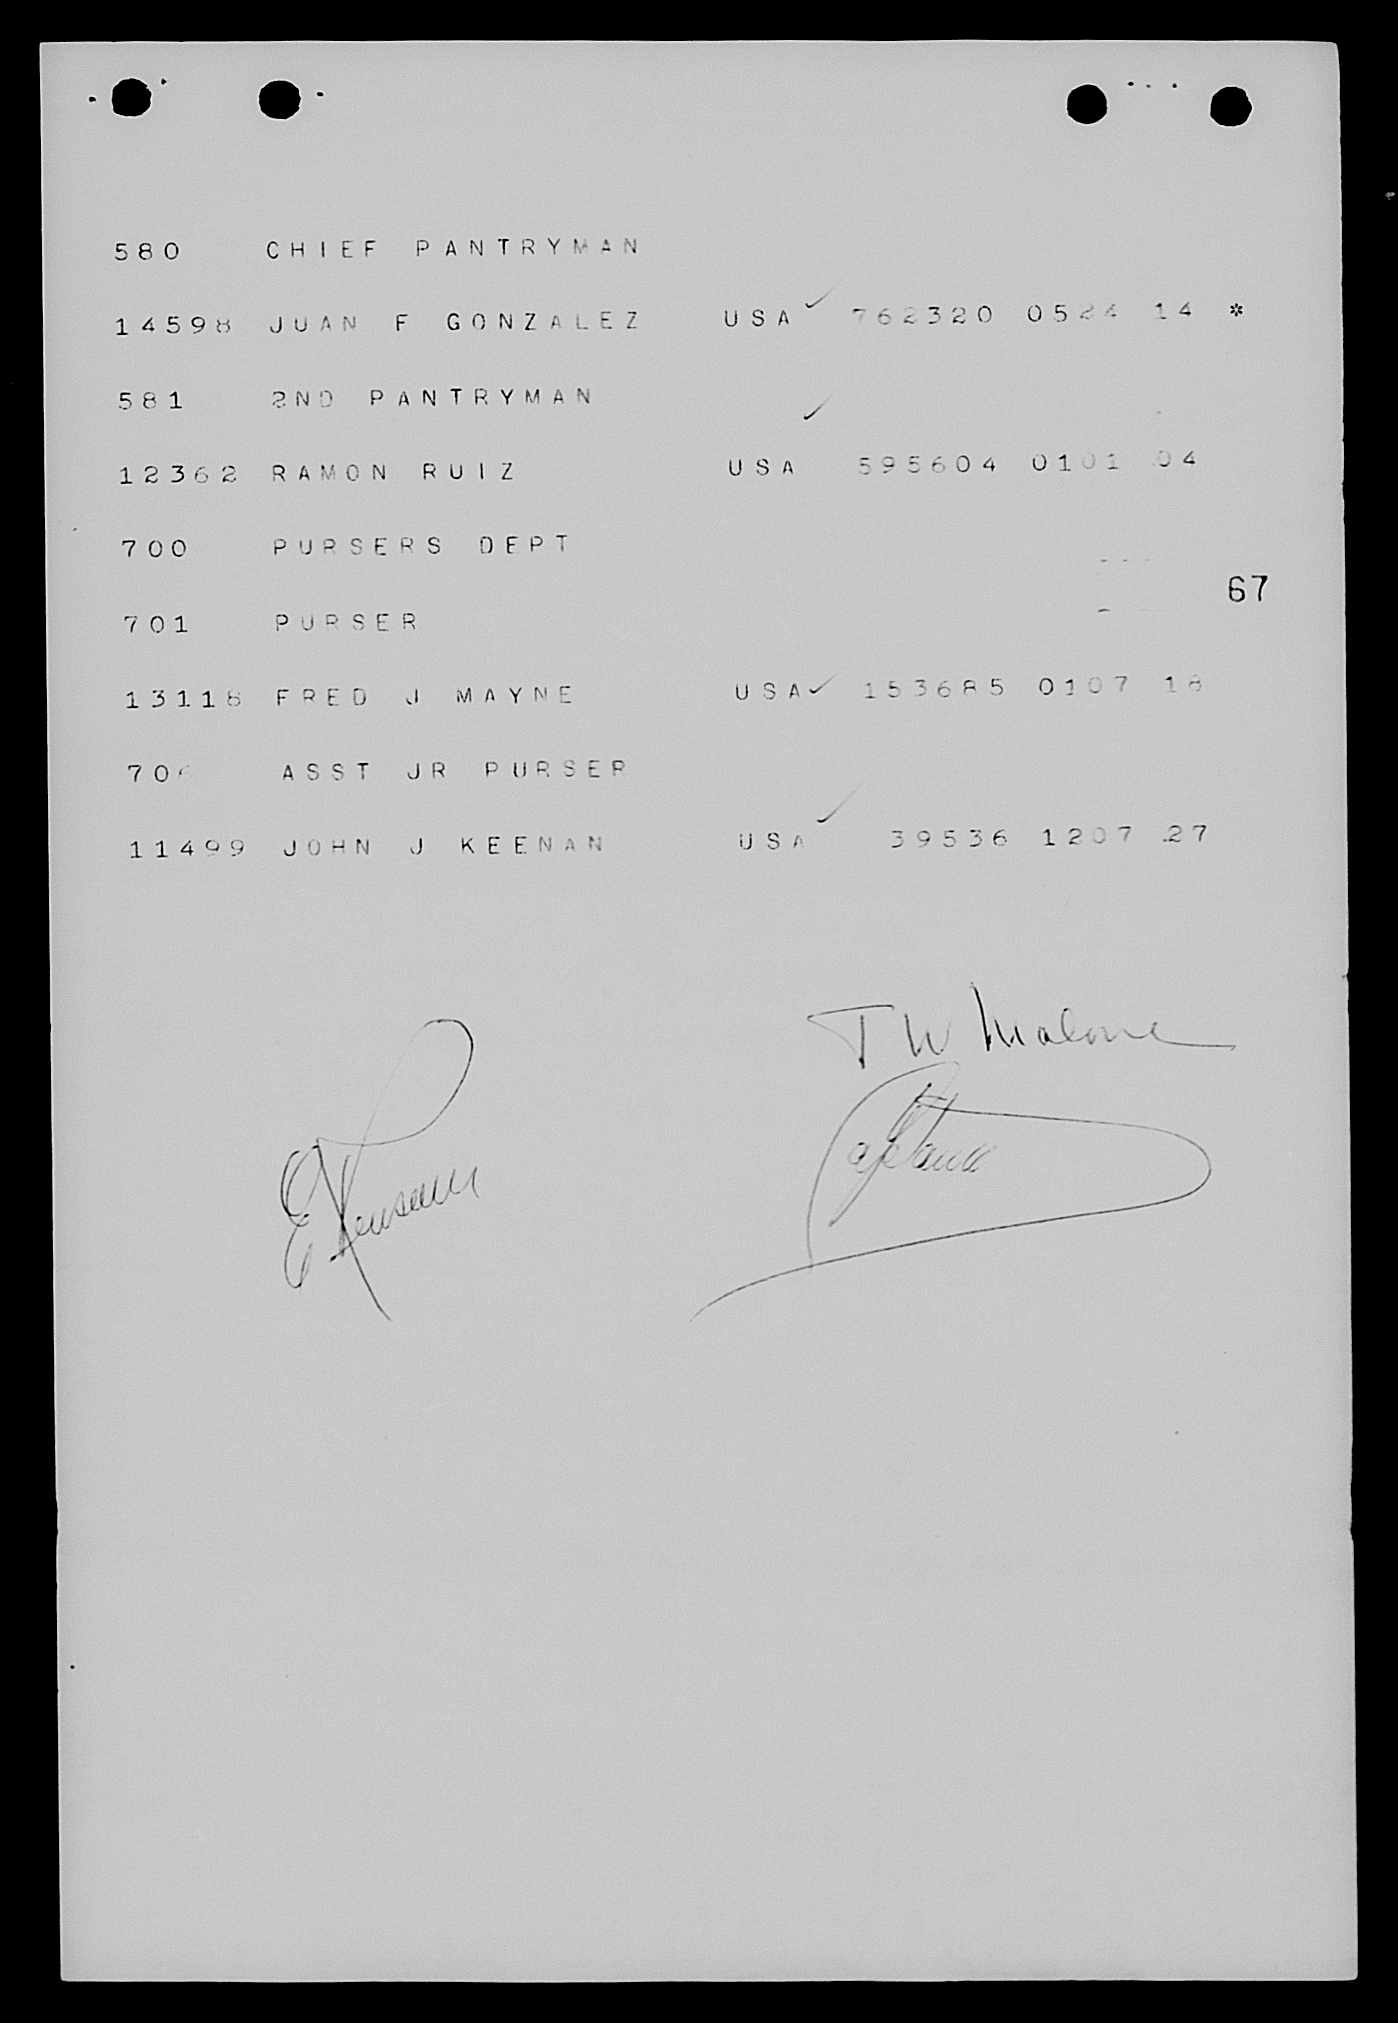 580 CHIEF PANTRYMAN
14598 JUAN F GONZALEZ USA ✓ 762320 0524 14 *
581 2ND PANTRYMAN
12362 RAMON RUIZ USA ✓ 595604 0101 04
700 PURSERS DEPT
67
701 PURSER
13118 FRED J MAYNE USA ✓ 153685 0107 18
706 ASST JR PURSER
11499 JOHN J KEENAN USA ✓ 39536 1207 27
T W Malone